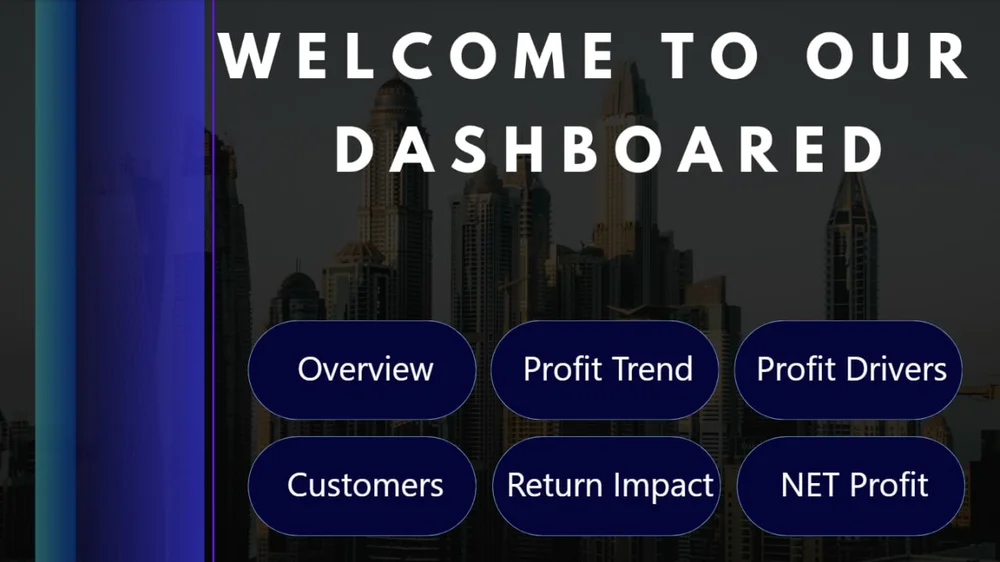 WELCOME TO OUR
DASHBOARED
Overview
Profit Trend
Profit Drivers
Customers
Return Impact
NET Profit